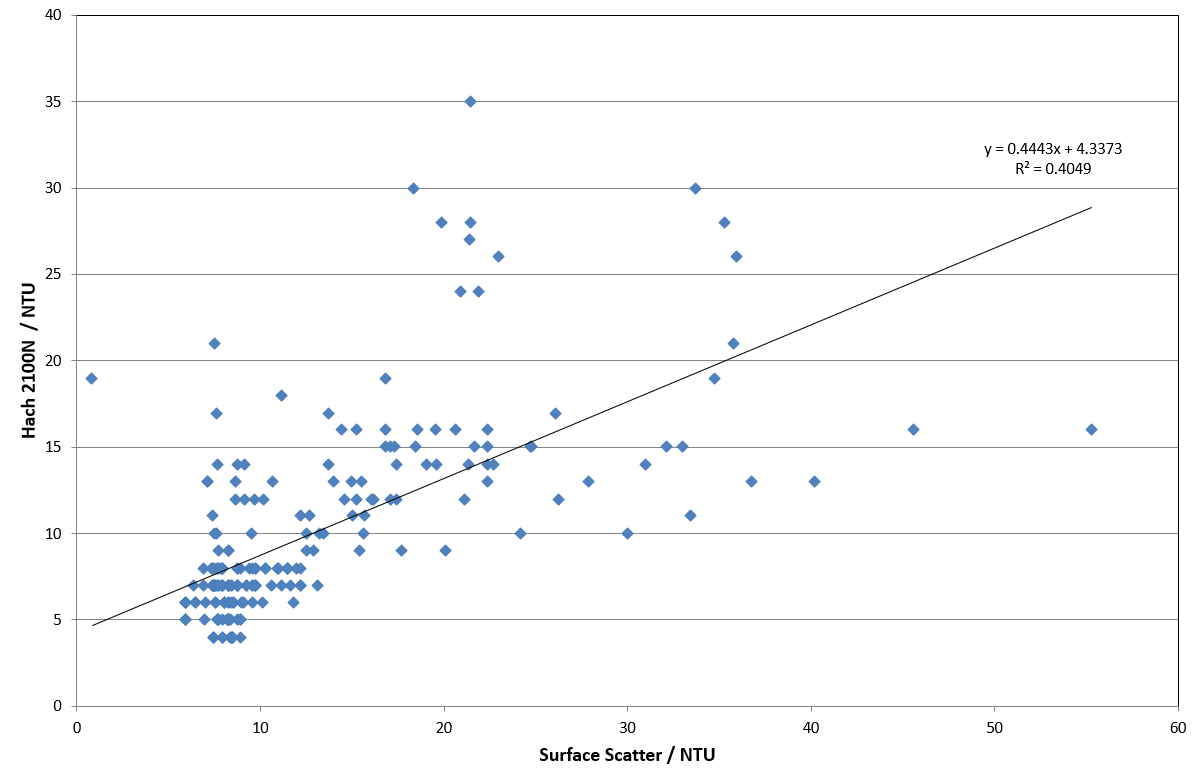 40
35
30
25
20
15
10
5
0
Hach 2100N / NTU
y = 0.4443x + 4.3373
R² = 0.4049
0 10 20 30 40 50 60
Surface Scatter / NTU